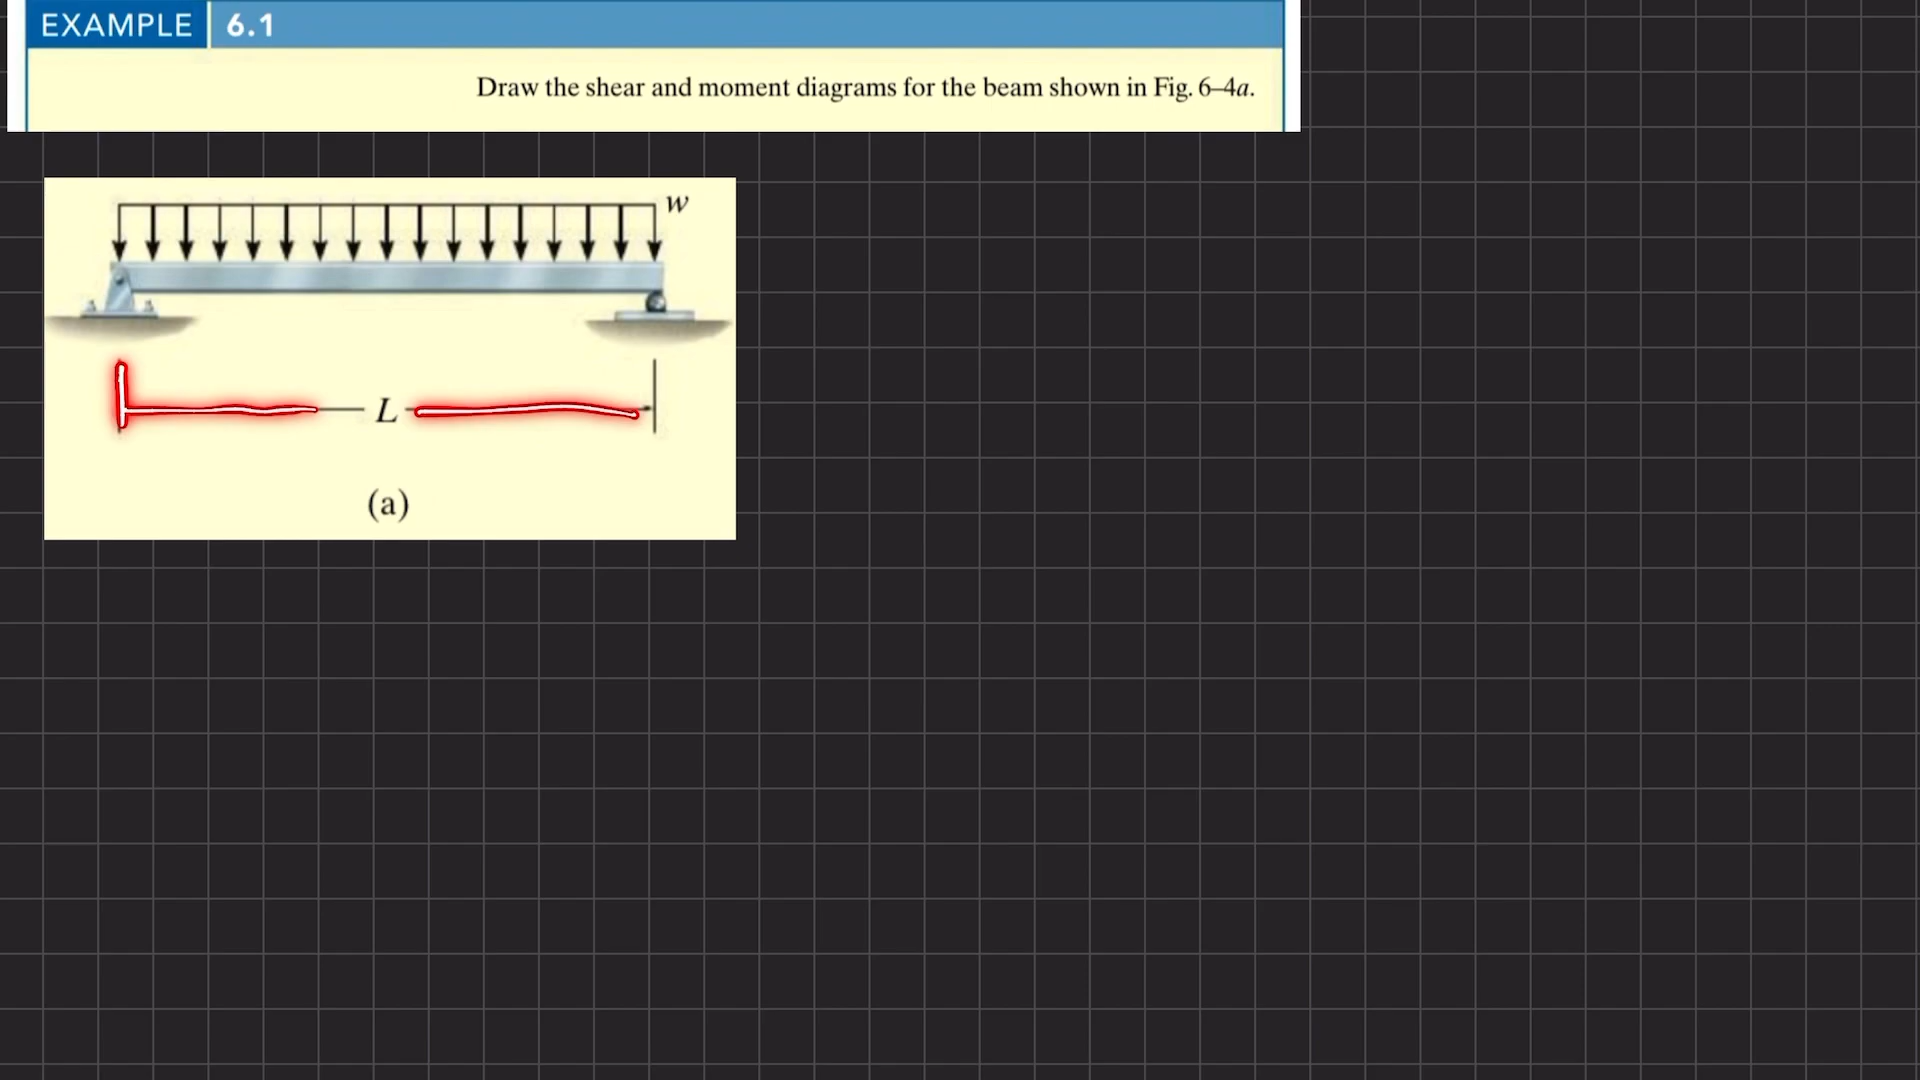 EXAMPLE 6.1
Draw the shear and moment diagrams for the beam shown in Fig. 6–4a.
w
L
(a)